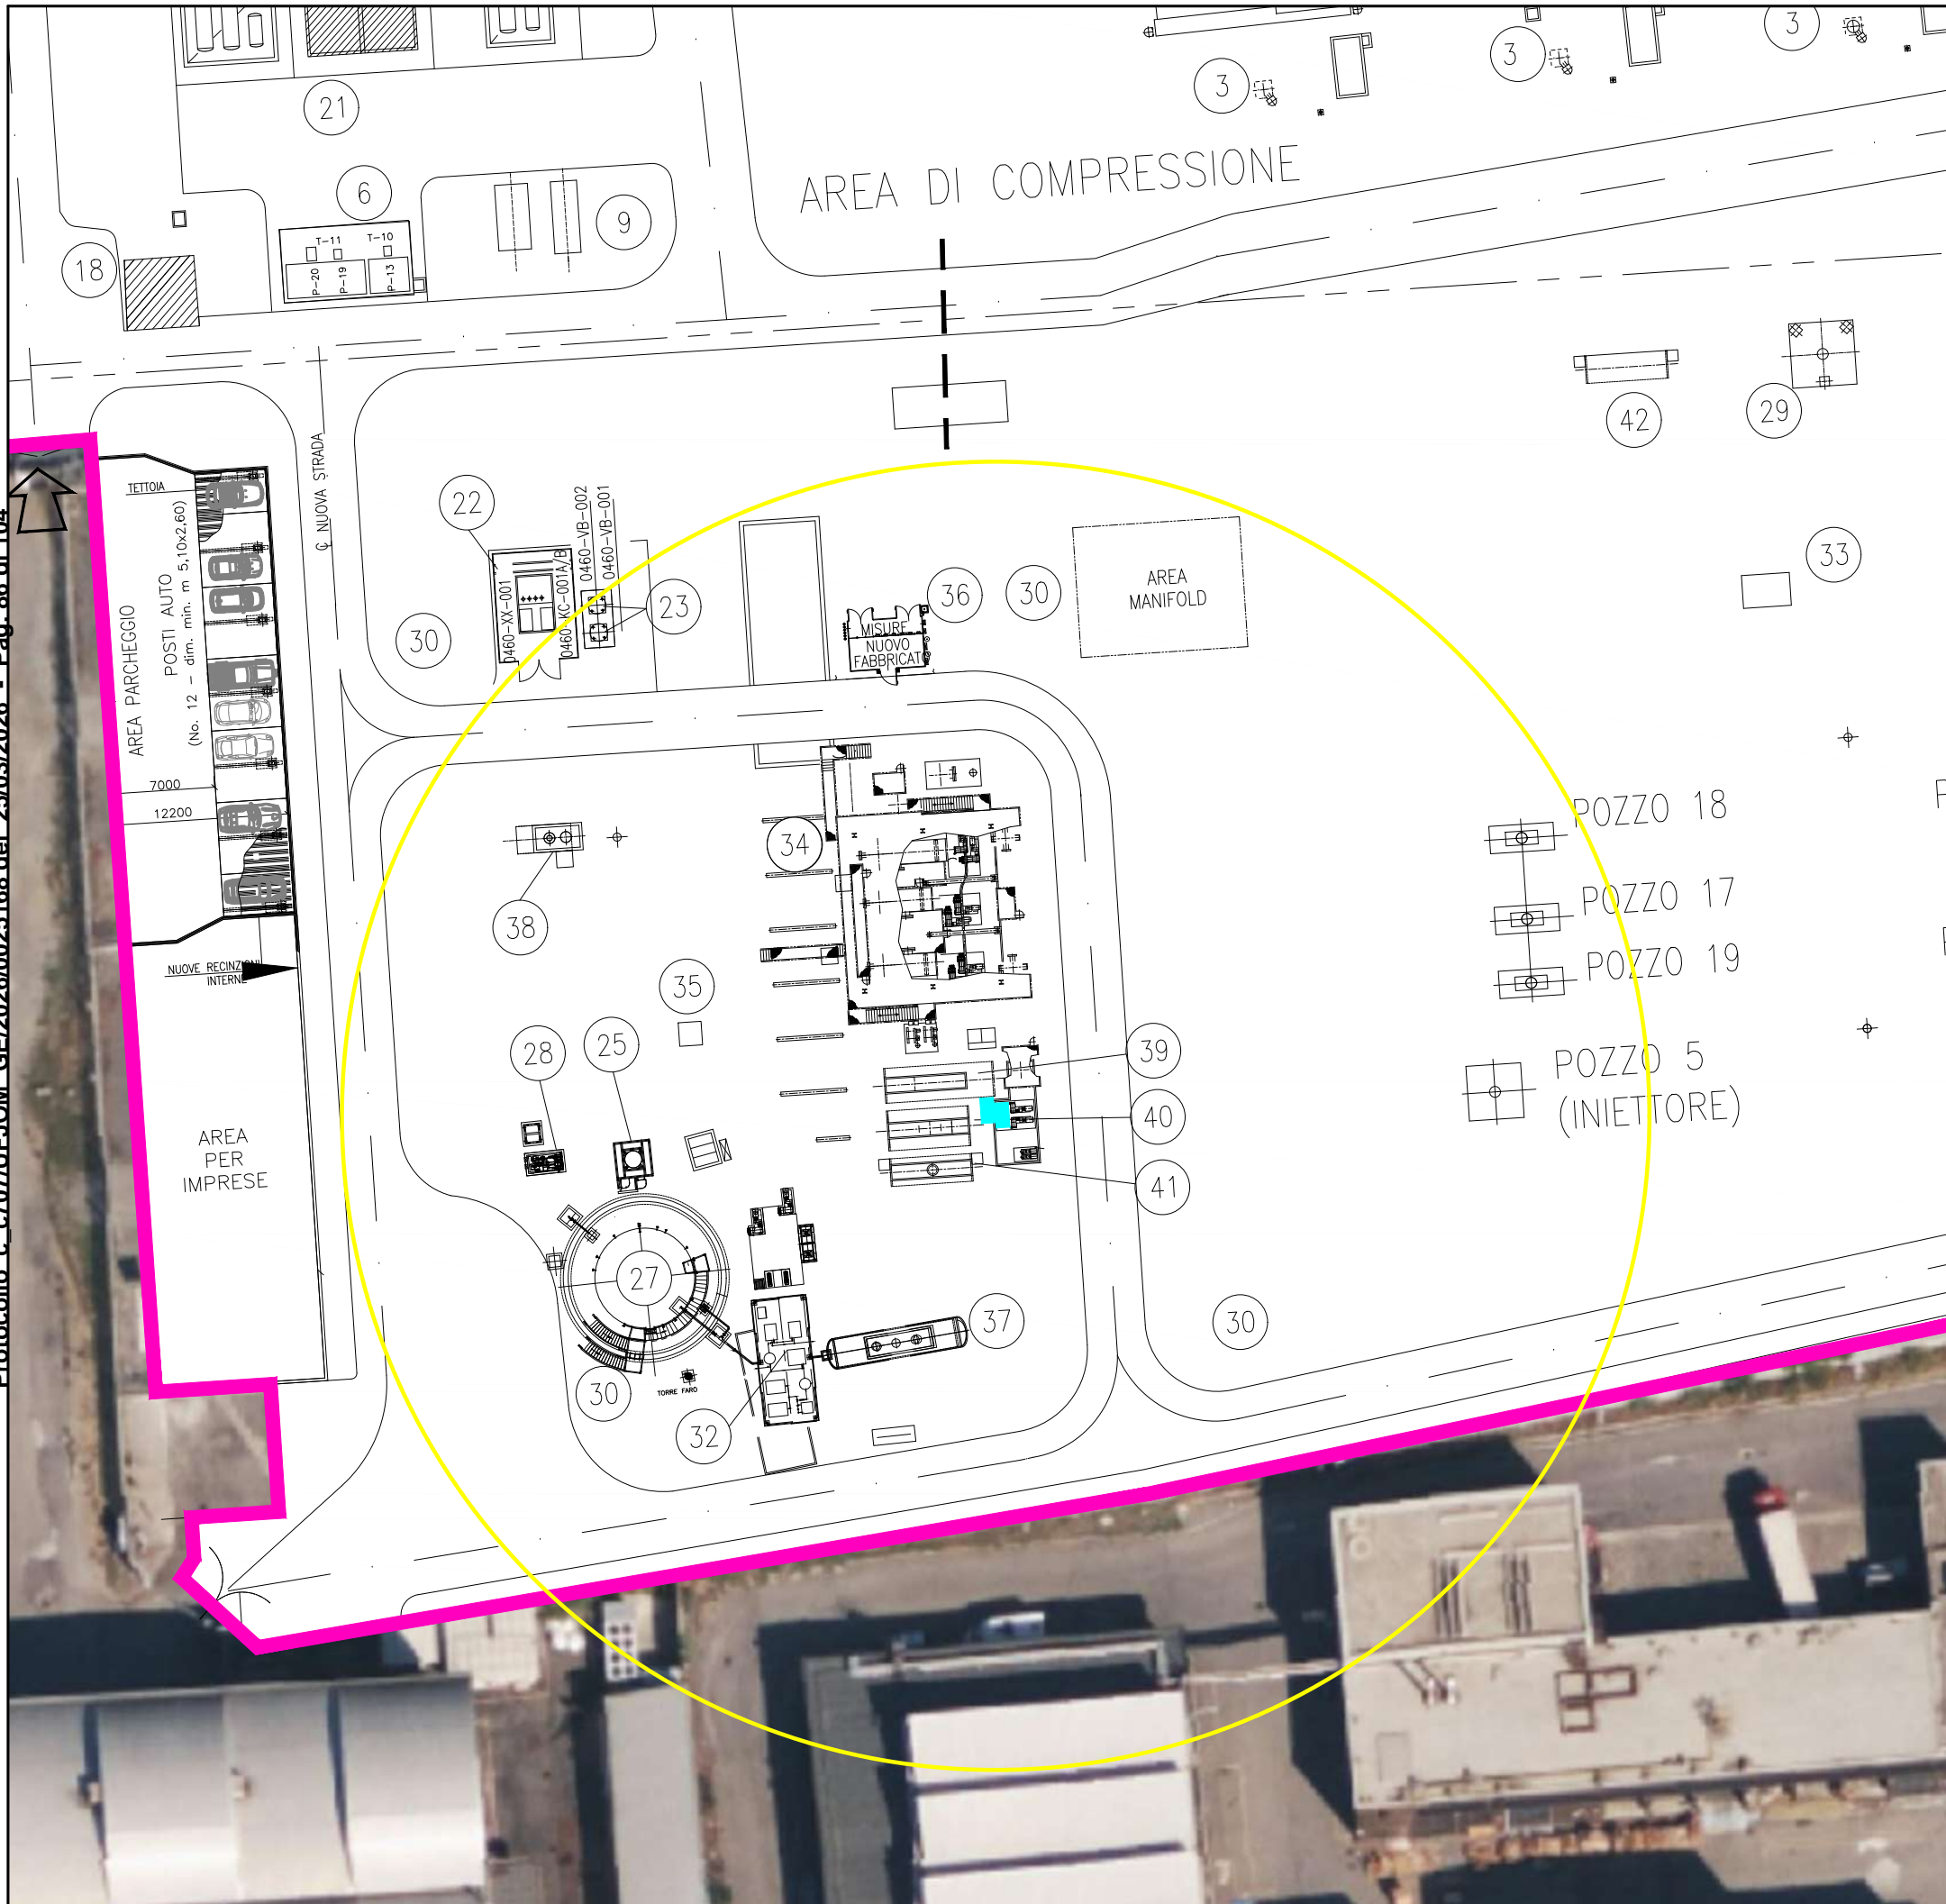 3
3
3
21
AREA DI COMPRESSIONE
6
9
18
T-11
T-10
P-20
P-19
P-13
42
29
TETTOIA
AREA PARCHEGGIO
POSTI AUTO
(No. 12 - dim. min. m 5,10x2,60)
7000
12200
NUOVA STRADA
22
0460-XX-001
0460-KC-001A/B
0460-VB-002
0460-VB-001
23
30
36
30
MISURE
NUOVO
FABBRICATO
AREA
MANIFOLD
33
34
38
35
POZZO 18
POZZO 17
POZZO 19
POZZO 5
(INIETTORE)
NUOVE RECINZIONI
INTERNE
28
25
39
40
41
AREA
PER
IMPRESE
27
37
30
30
TORRE FARO
32